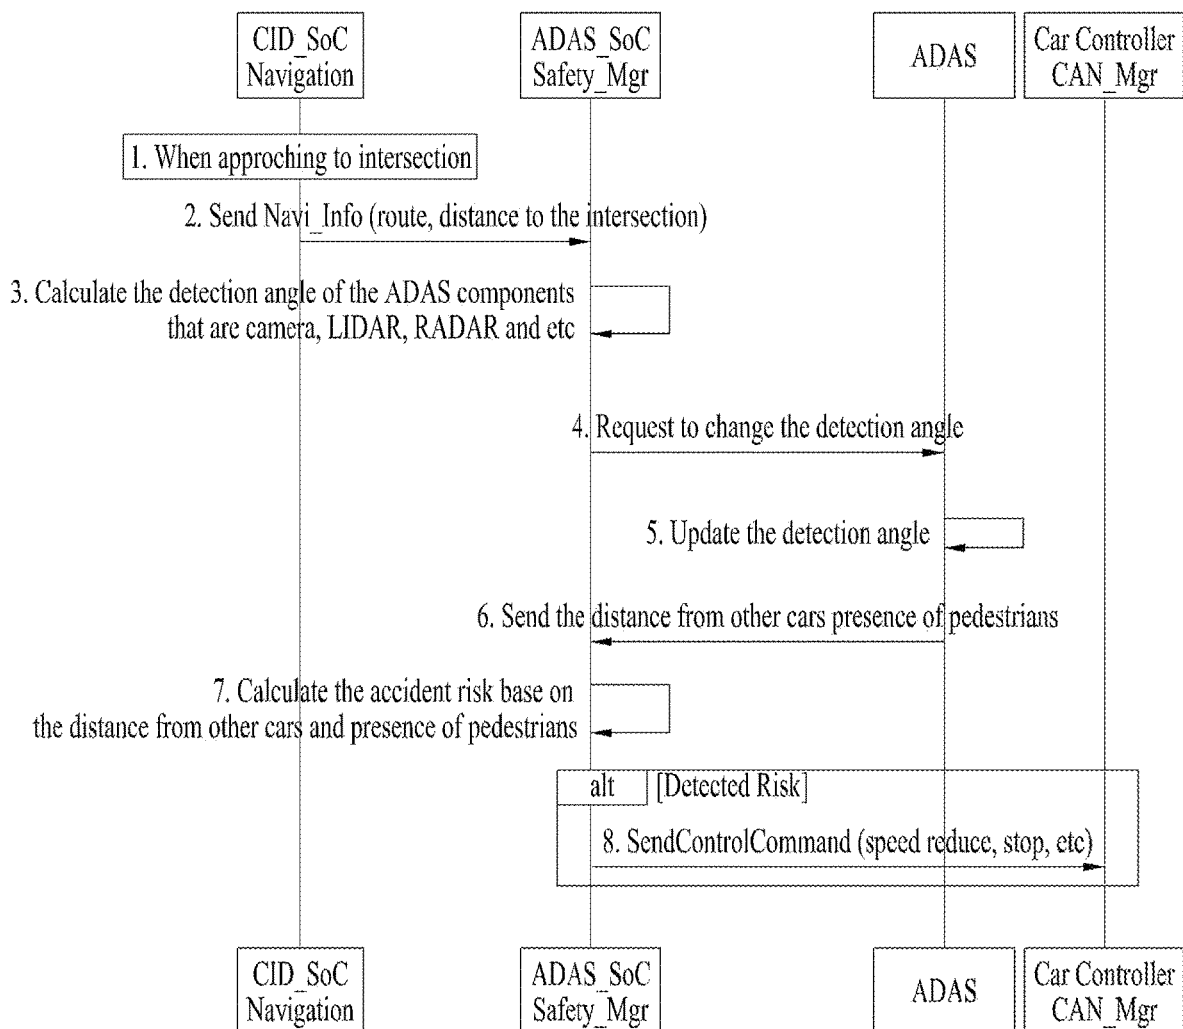 CID_SoC
Navigation
ADAS_SoC
Safety_Mgr
ADAS
Car Controller
CAN_Mgr
1. When approching to intersection
2. Send Navi_Info (route, distance to the intersection)
3. Calculate the detection angle of the ADAS components
that are camera, LIDAR, RADAR and etc
4. Request to change the detection angle
5. Update the detection angle
6. Send the distance from other cars presence of pedestrians
7. Calculate the accident risk base on
the distance from other cars and presence of pedestrians
alt [Detected Risk]
8. SendControlCommand (speed reduce, stop, etc)
CID_SoC
Navigation
ADAS_SoC
Safety_Mgr
ADAS
Car Controller
CAN_Mgr